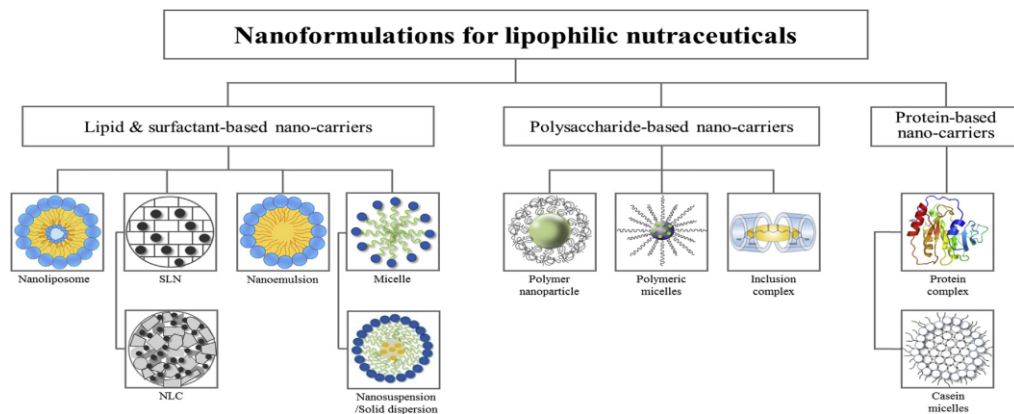 Nanoformulations for lipophilic nutraceuticals
Lipid & surfactant-based nano-carriers
Polysaccharide-based nano-carriers
Protein-based
nano-carriers
Nanoliposome
SLN
Nanoemulsion
Micelle
Polymer
nanoparticle
Polymeric
micelles
Inclusion
complex
Protein
complex
NLC
Nanosuspension
/Solid dispersion
Casein
micelles